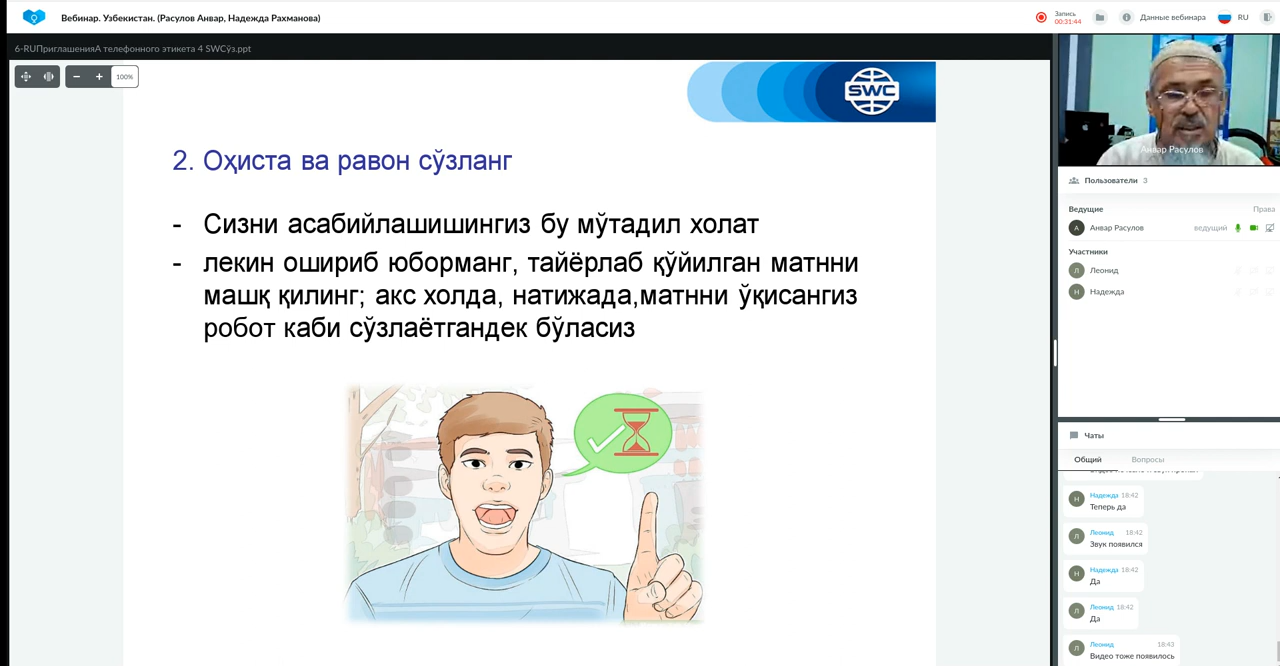 Вебинар. Узбекистан. (Расулов Анвар, Надежда Рахманова)
Запись
00:31:44
Данные вебинара
RU
6-RUПриглашенияА телефонного этикета 4 SWCўз.ppt
100%
SWC
2. Оҳиста ва равон сўзланг
- Сизни асабийлашишингиз бу мўтадил холат
- лекин ошириб юборманг, тайёрлаб қўйилган матнни
машқ қилинг; акс холда, натижада,матнни ўқисангиз
робот каби сўзлаётгандек бўласиз
Анвар Расулов
Пользователи 3
Ведущие
Права
А Анвар Расулов ведущий
Участники
Л Леонид
Н Надежда
Чаты
Общий Вопросы
Н Надежда 18:42
Теперь да
Л Леонид 18:42
Звук появился
Н Надежда 18:42
Да
Л Леонид 18:42
Да
Л Леонид 18:43
Видео тоже появилось